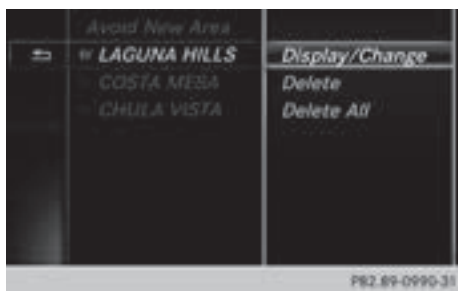 Avoid New Area
LAGUNA HILLS
COSTA MESA
CHULA VISTA
Display/Change
Delete
Delete All
P82.89-0990-31